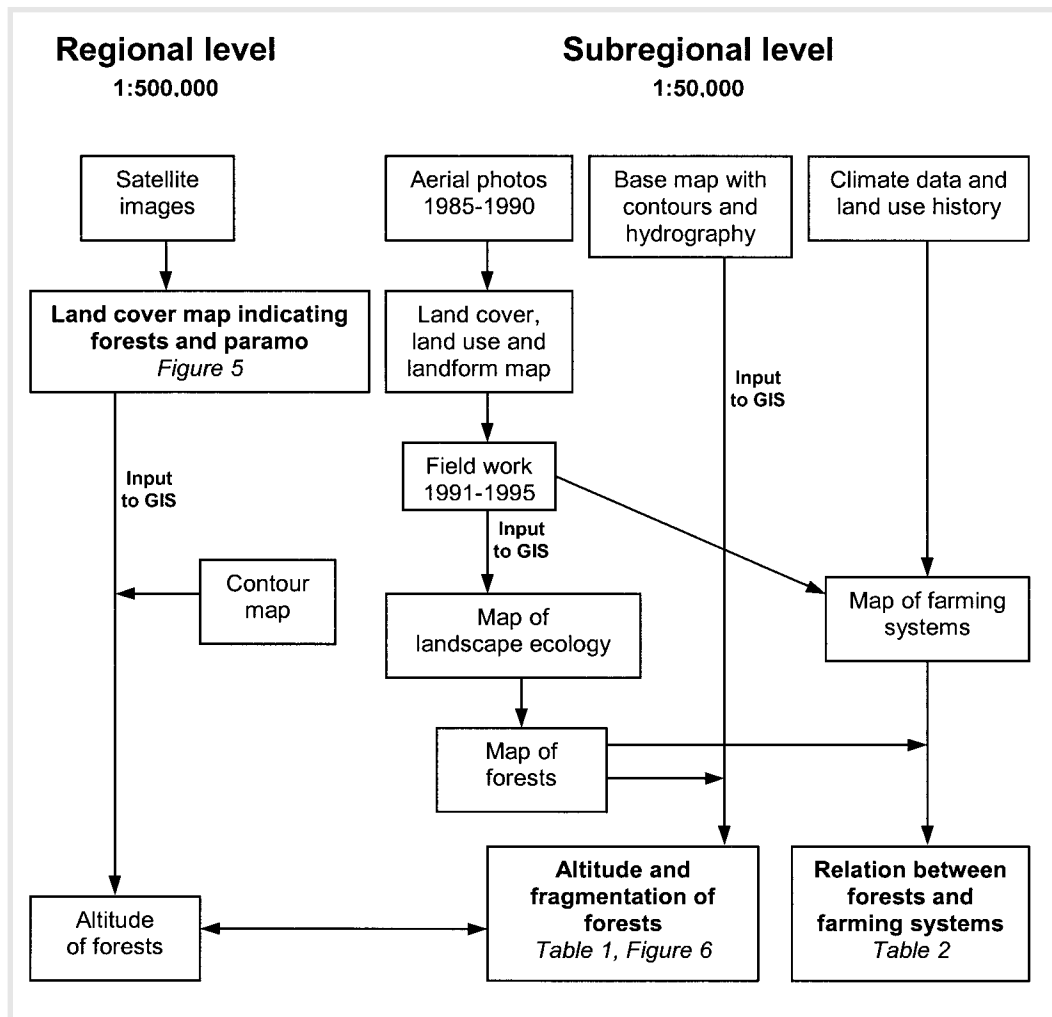 Regional level
1:500.000
Subregional level
1:50,000
Satellite
images
Aerial photos
1985-1990
Base map with
contours and
hydrography
Climate data and
land use history
Land cover map indicating
forests and paramo
Figure 5
Land cover,
land use and
landform map
Input
to GIS
Field work
1991-1995
Input
to GIS
Input
to GIS
Contour
map
Map of
landscape ecology
Map of farming
systems
Map of
forests
Altitude
of forests
Altitude and
fragmentation of
forests
Table 1, Figure 6
Relation between
forests and
farming systems
Table 2